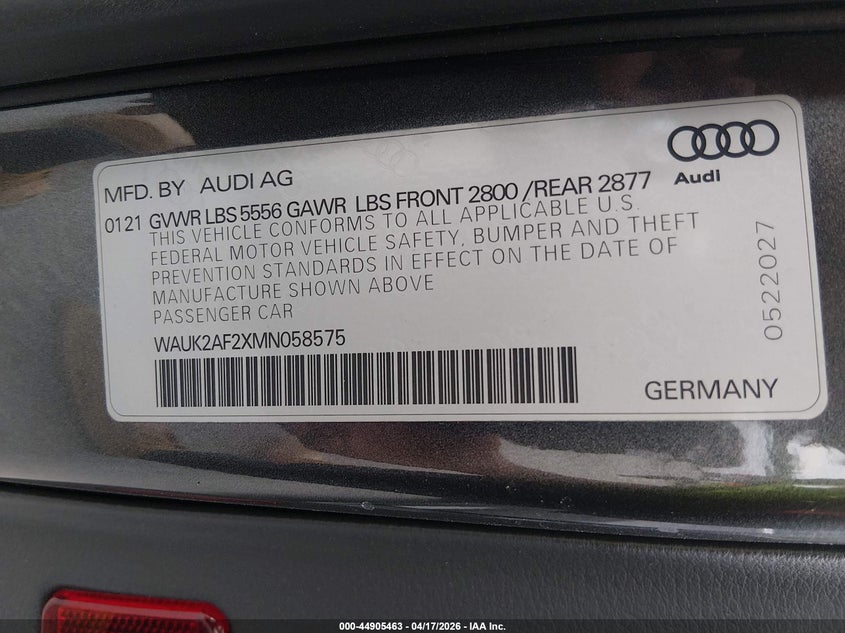 Audi
MFD. BY AUDI AG
0121 GVWR LBS 5556 GAWR LBS FRONT 2800 /REAR 2877
THIS VEHICLE CONFORMS TO ALL APPLICABLE U.S.
FEDERAL MOTOR VEHICLE SAFETY, BUMPER AND THEFT
PREVENTION STANDARDS IN EFFECT ON THE DATE OF
MANUFACTURE SHOWN ABOVE
PASSENGER CAR
WAUK2AF2XMN058575
GERMANY
0522027
000-44905463 - 04/17/2026 - IAA Inc.